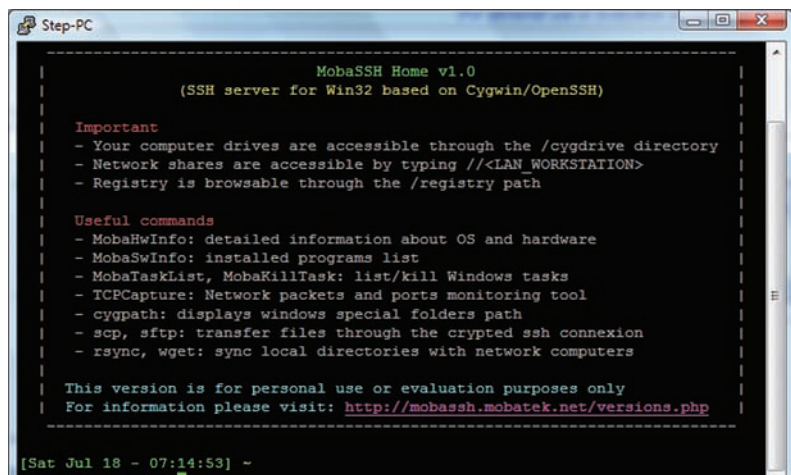 Step-PC
MobaSSH Home v1.0
(SSH server for Win32 based on Cygwin/OpenSSH)
Important
- Your computer drives are accessible through the /cygdrive directory
- Network shares are accessible by typing //<LAN_WORKSTATION>
- Registry is browsable through the /registry path
Useful commands
- MobaHwInfo: detailed information about OS and hardware
- MobaSwInfo: installed programs list
- MobaTaskList, MobaKillTask: list/kill Windows tasks
- TCPCapture: Network packets and ports monitoring tool
- cygpath: displays windows special folders path
- scp, sftp: transfer files through the crypted ssh connexion
- rsync, wget: sync local directories with network computers
This version is for personal use or evaluation purposes only
For information please visit: http://mobassh.mobatek.net/versions.php
[Sat Jul 18 - 07:14:53] ~